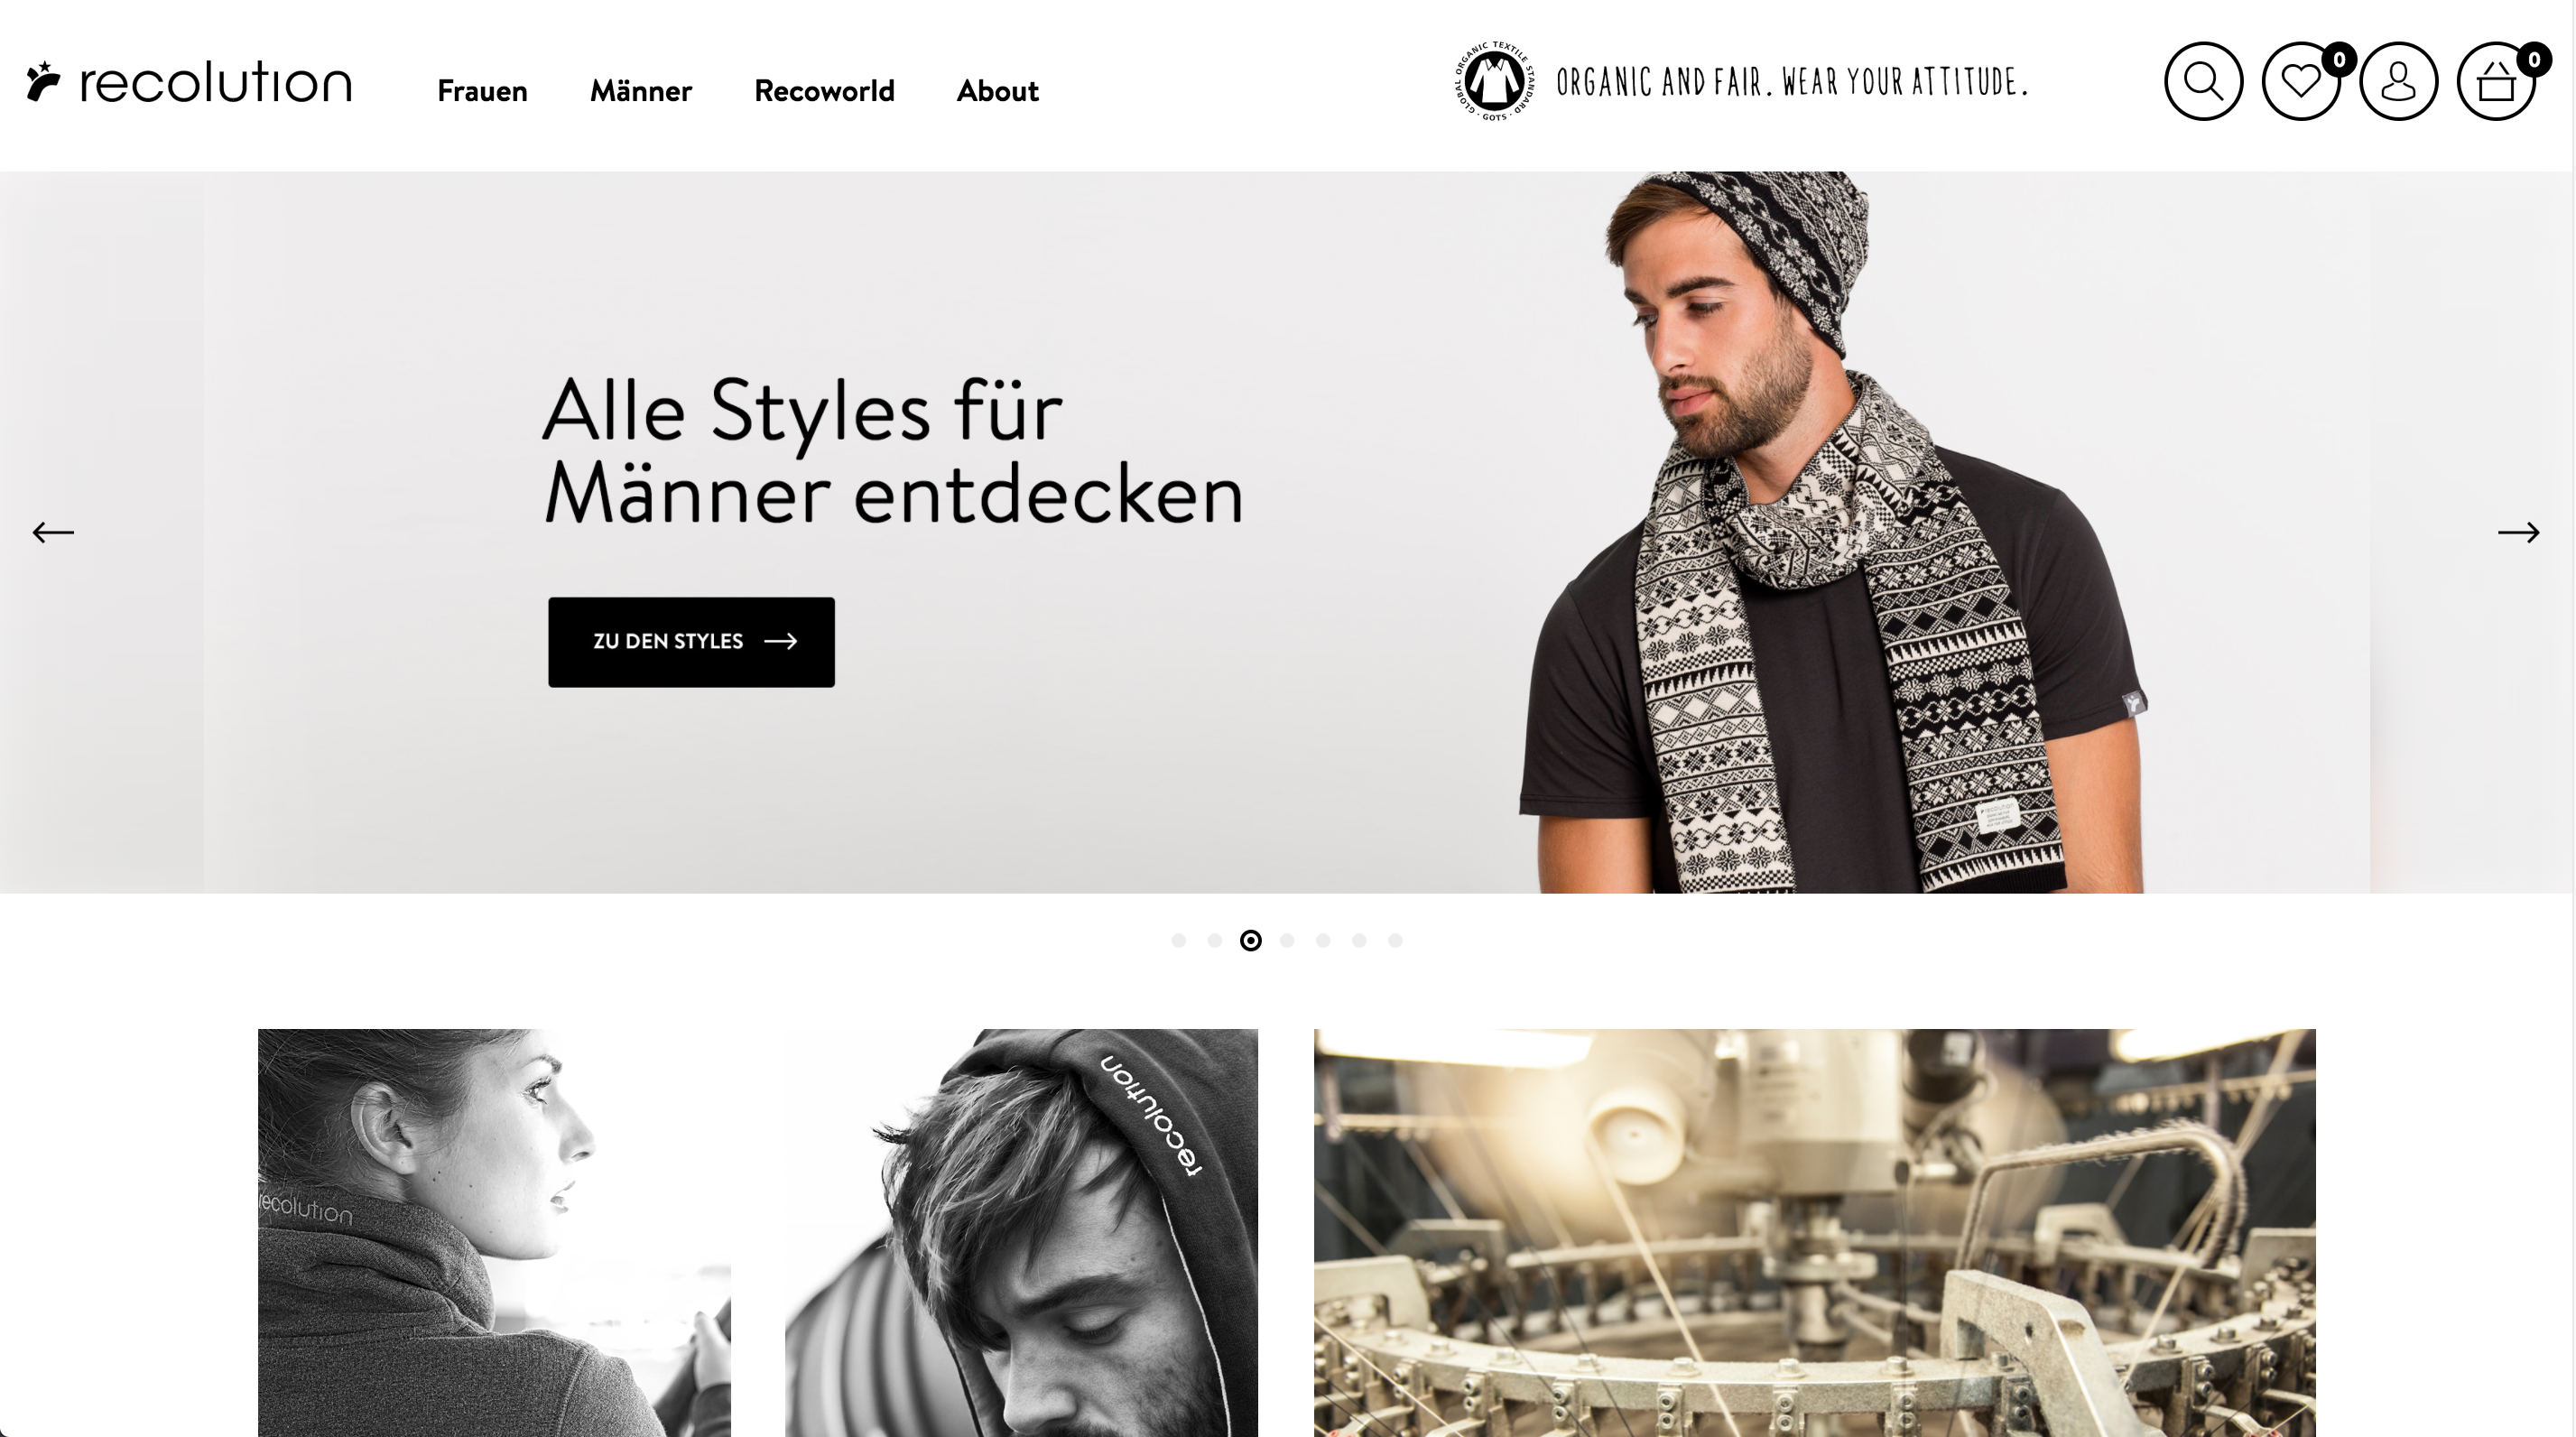 recolution
Frauen
Männer
Recoworld
About
GLOBAL ORGANIC TEXTILE STANDARD · GOTS ·
ORGANIC AND FAIR. WEAR YOUR ATTITUDE.
0
0
Alle Styles für
Männer entdecken
ZU DEN STYLES
recolution
recolution
recolution